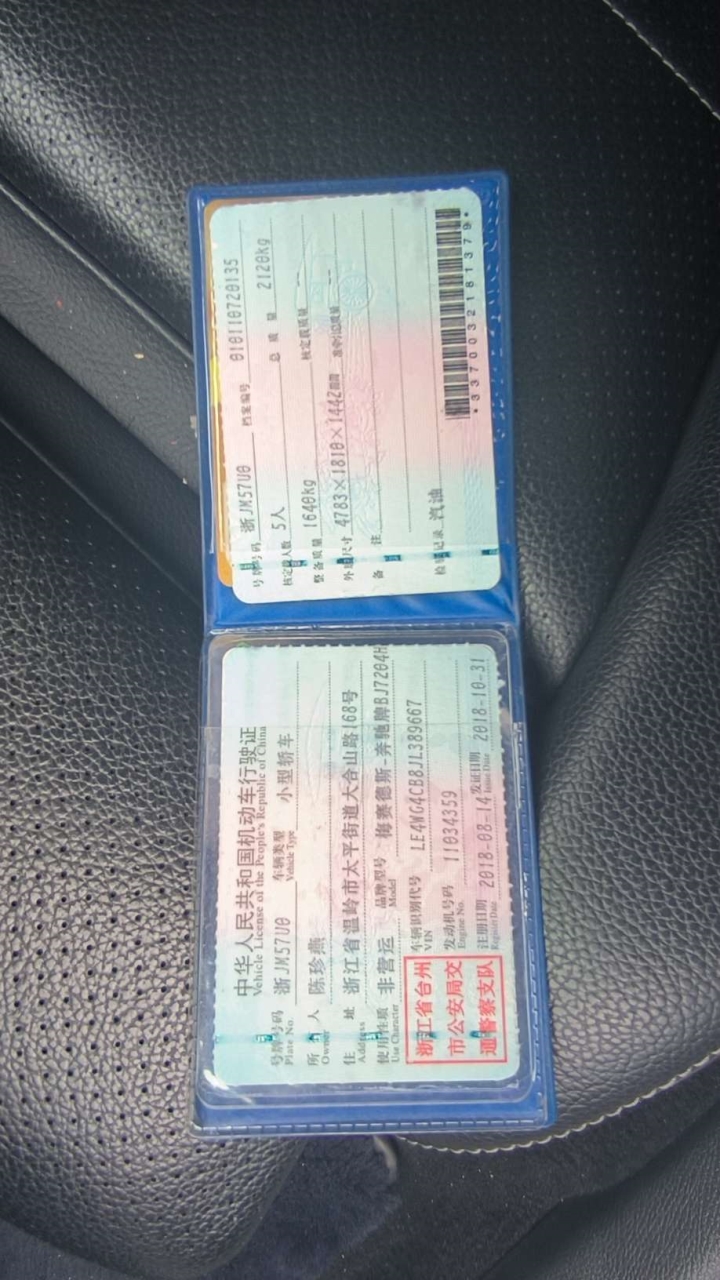 中华人民共和国机动车行驶证
Vehicle License of the People's Republic of China
号牌号码 浙JM57U0 车辆类型 小型轿车
Plate No. Vehicle Type
所 人 陈珍燕
Owner
住 址 浙江省温岭市太平街道大合山路168号
Address
使用性质 非营运 品牌型号 梅赛德斯-奔驰牌BJ7204H
Use Character Model
车辆识别代号 LE4WG4CB8JL389667
VIN
发动机号码 11034359
Engine No.
注册日期 2018-08-14 发证日期 2018-10-31
Register Date Issue Date
浙江省台州
市公安局交
通警察支队
号牌号码 浙JM57U0 档案编号 010110720135
核定载人数 5人 总质量 2120kg
整备质量 1640kg 核定载质量 --
外廓尺寸 4783×1810×1442mm 准牵引总质量 --
备 注
检验记录 汽油
*3370032181379*